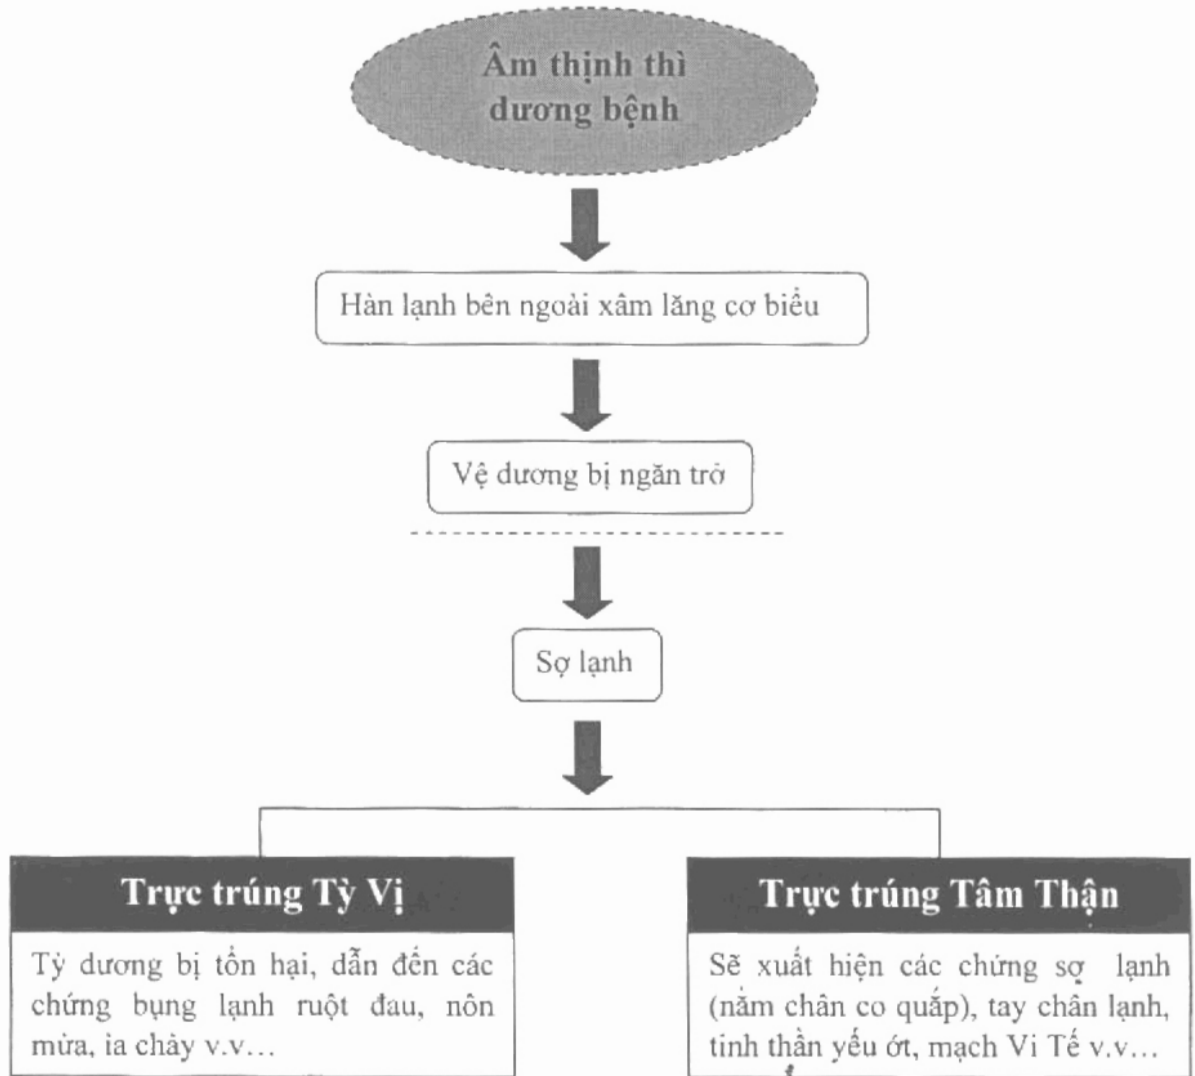 Âm thịnh thì
dương bệnh
Hàn lạnh bên ngoài xâm lăng cơ biểu
Vệ dương bị ngăn trở
Sợ lạnh
Trực trúng Tỳ Vị
Tỳ dương bị tổn hại, dẫn đến các
chứng bụng lạnh ruột đau, nôn
mửa, ỉa chảy v.v...
Trực trúng Tâm Thận
Sẽ xuất hiện các chứng sợ lạnh
(nằm chân co quắp), tay chân lạnh,
tinh thần yếu ớt, mạch Vi Tế v.v...